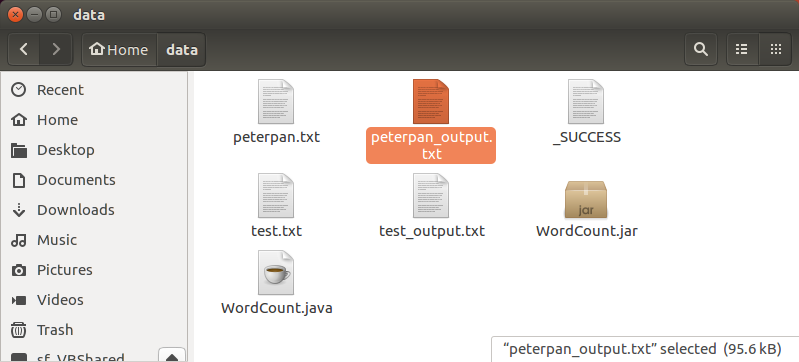 data
Home
data
Recent
Home
Desktop
Documents
Downloads
Music
Pictures
Videos
Trash
sf_VBShared
peterpan.txt
peterpan_output.
txt
_SUCCESS
test.txt
test_output.txt
jar
WordCount.jar
WordCount.java
“peterpan_output.txt” selected (95.6 kB)